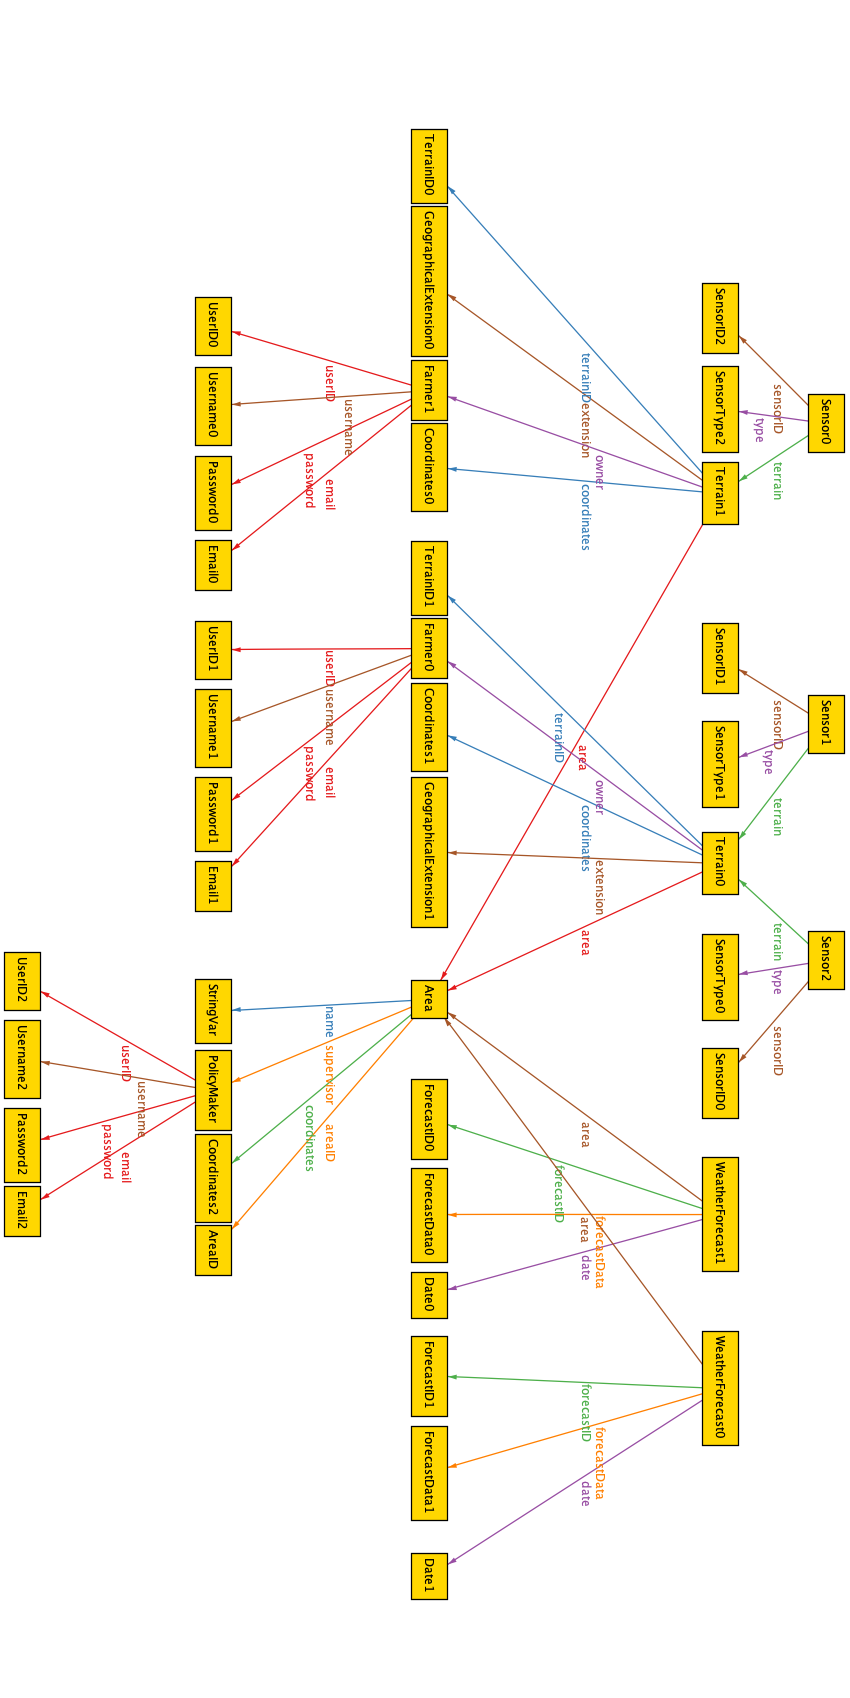 Sensor0
Sensor1
Sensor2
sensorID
type
terrain
sensorID
type
terrain
terrain
type
sensorID
SensorID2
SensorType2
Terrain1
SensorID1
SensorType1
Terrain0
SensorType0
SensorID0
WeatherForecast1
WeatherForecast0
terrainID
extension
owner
coordinates
area
terrainID
owner
coordinates
extension
area
area
forecastID
forecastData
date
area
forecastID
forecastData
date
TerrainID0
GeographicalExtension0
Farmer1
Coordinates0
TerrainID1
Farmer0
Coordinates1
GeographicalExtension1
Area
ForecastID0
ForecastData0
Date0
ForecastID1
ForecastData1
Date1
userID
username
password
email
userID
username
password
email
name
supervisor
coordinates
areaID
UserID0
Username0
Password0
Email0
UserID1
Username1
Password1
Email1
StringVar
PolicyMaker
Coordinates2
AreaID
userID
username
password
email
UserID2
Username2
Password2
Email2